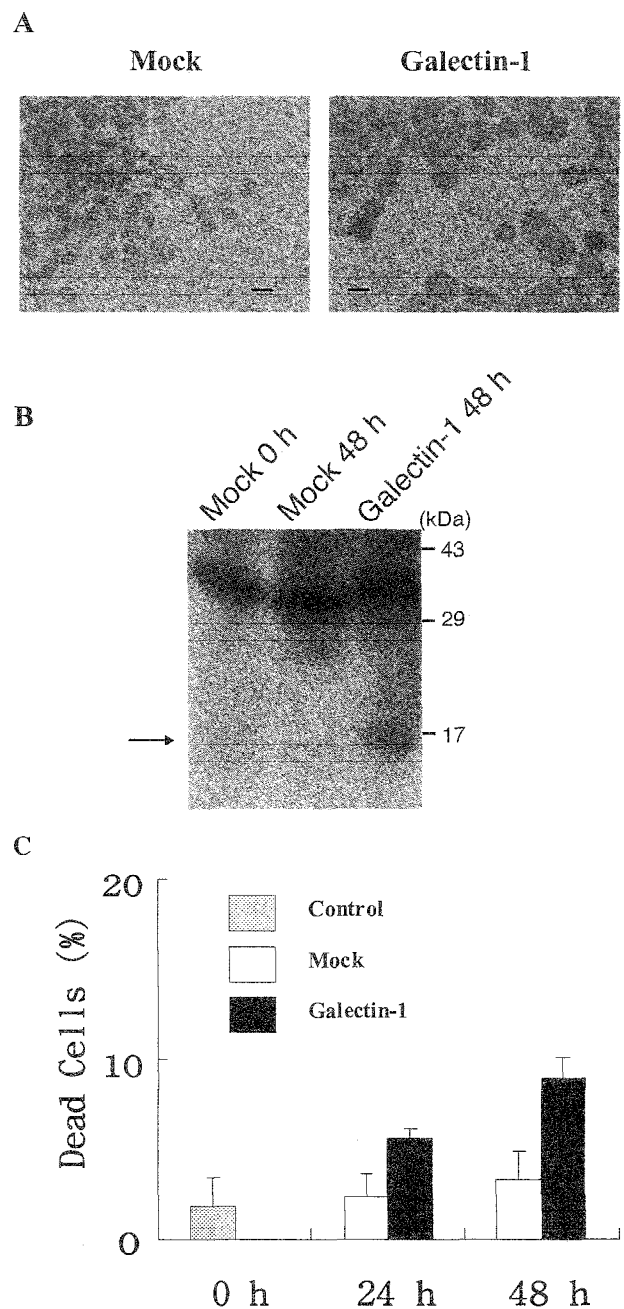 A
Mock Galectin-1
B
Mock 0 h
Mock 48 h
Galectin-1 48 h
(kDa)
43
29
17
C
20
10
0
Dead Cells (%)
Control
Mock
Galectin-1
0 h 24 h 48 h